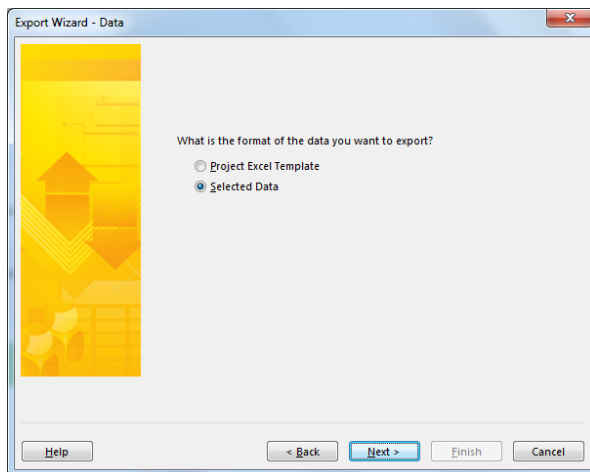 Export Wizard - Data
What is the format of the data you want to export?
Project Excel Template
Selected Data
Help
< Back
Next >
Finish
Cancel